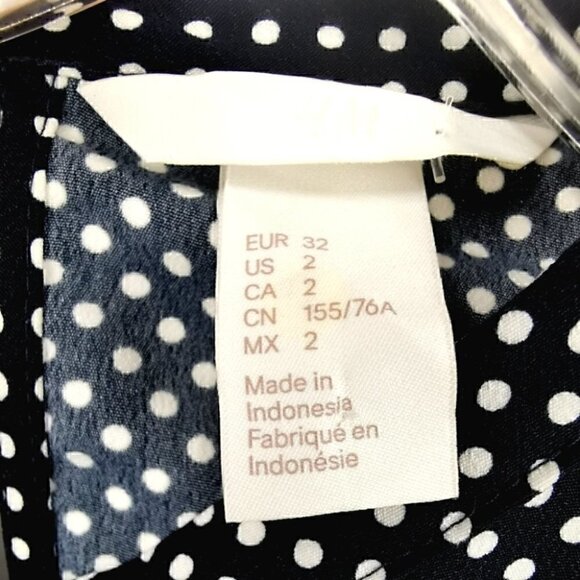 EUR 32
US 2
CA 2
CN 155/76A
MX 2
Made in
Indonesia
Fabriqué en
Indonésie